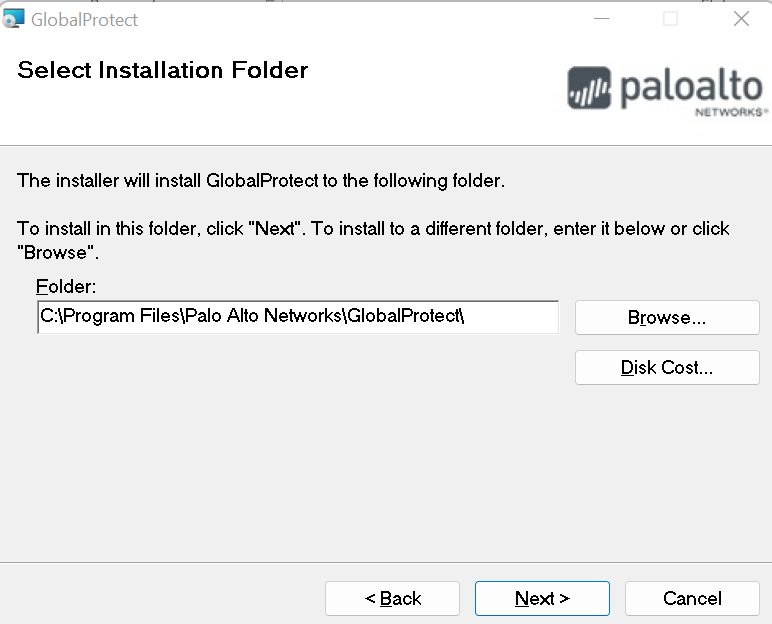 GlobalProtect
Select Installation Folder
paloalto
NETWORKS®
The installer will install GlobalProtect to the following folder.
To install in this folder, click "Next". To install to a different folder, enter it below or click
"Browse".
Folder:
C:\Program Files\Palo Alto Networks\GlobalProtect\
Browse...
Disk Cost...
< Back
Next >
Cancel